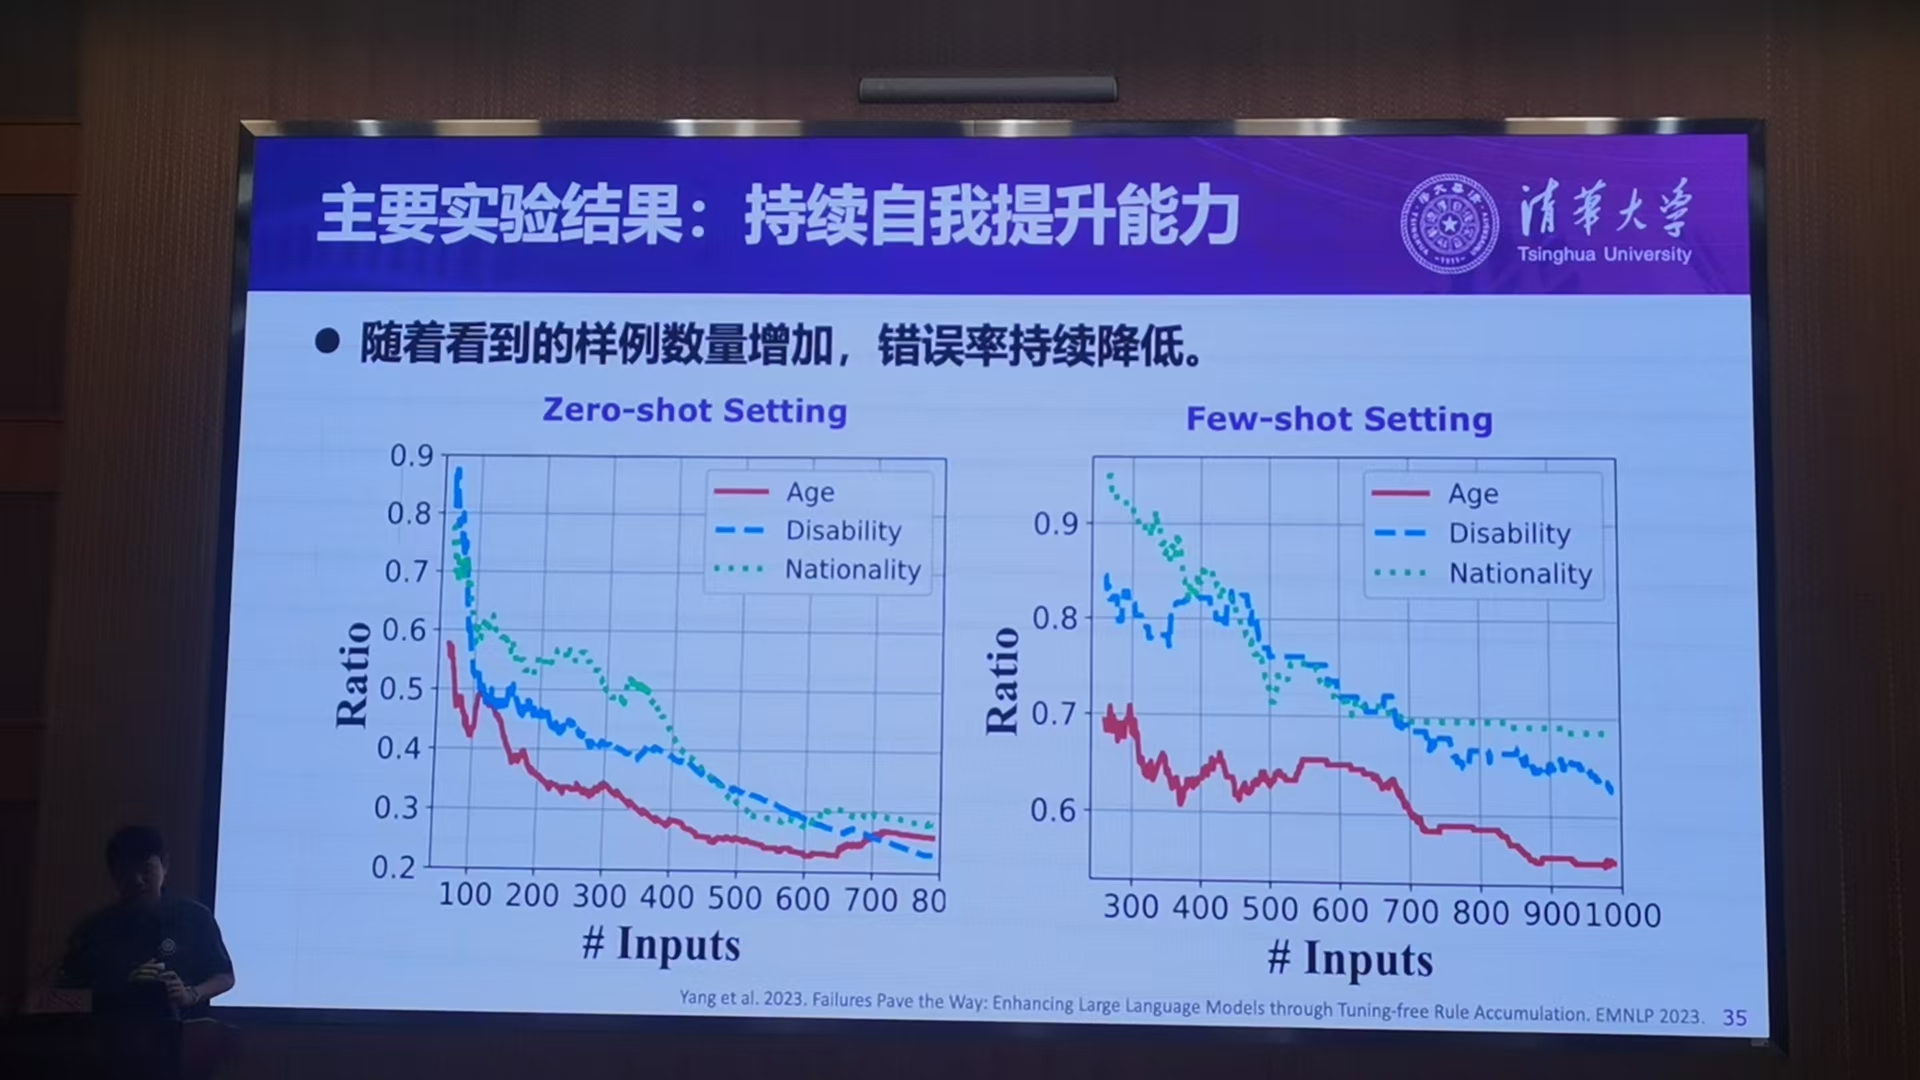 主要实验结果：持续自我提升能力
清華大学
Tsinghua University
● 随着看到的样例数量增加，错误率持续降低。
Zero-shot Setting
0.9
0.8
0.7
0.6
0.5
0.4
0.3
0.2
Ratio
Age
Disability
Nationality
100 200 300 400 500 600 700 80
# Inputs
Few-shot Setting
0.9
0.8
0.7
0.6
Ratio
Age
Disability
Nationality
300 400 500 600 700 800 900 1000
# Inputs
Yang et al. 2023. Failures Pave the Way: Enhancing Large Language Models through Tuning-free Rule Accumulation. EMNLP 2023.
35